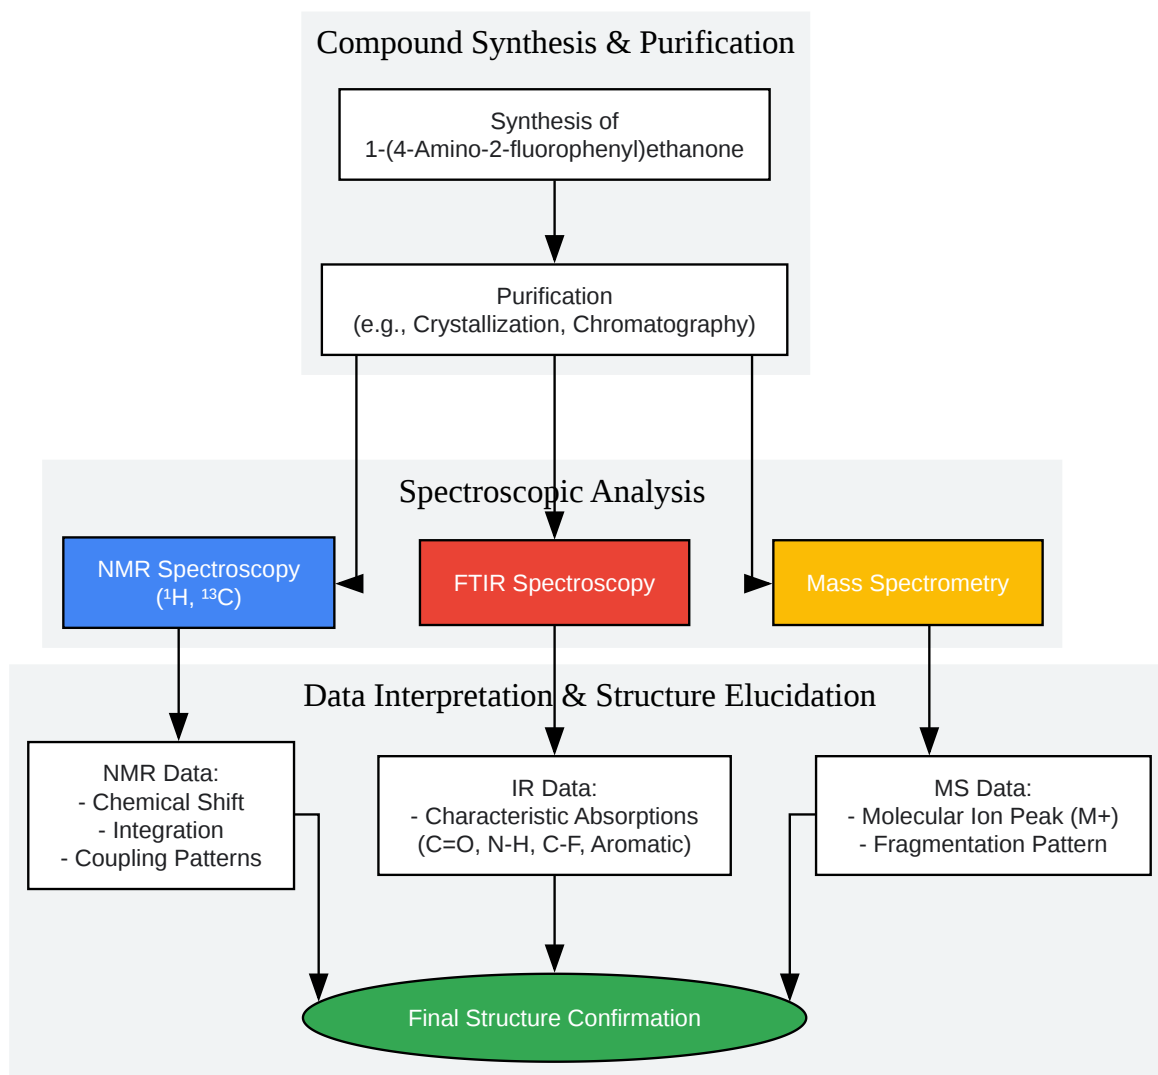 Compound Synthesis & Purification
Synthesis of
1-(4-Amino-2-fluorophenyl)ethanone
Purification
(e.g., Crystallization, Chromatography)
Spectroscopic Analysis
NMR Spectroscopy
(¹H, ¹³C)
FTIR Spectroscopy
Mass Spectrometry
Data Interpretation & Structure Elucidation
NMR Data:
- Chemical Shift
- Integration
- Coupling Patterns
IR Data:
- Characteristic Absorptions
(C=O, N-H, C-F, Aromatic)
MS Data:
- Molecular Ion Peak (M+)
- Fragmentation Pattern
Final Structure Confirmation